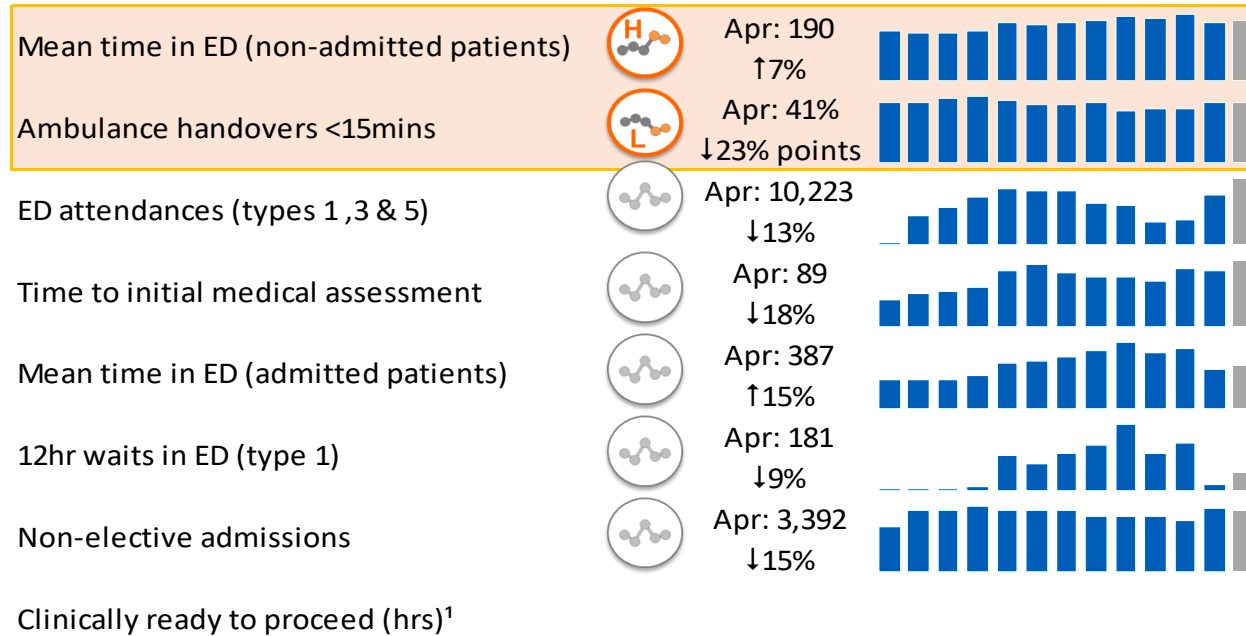 Mean time in ED (non-admitted patients)
H
Apr: 190
↑7%
Ambulance handovers <15mins
L
Apr: 41%
↓23% points
ED attendances (types 1 ,3 & 5)
Apr: 10,223
↓13%
Time to initial medical assessment
Apr: 89
↓18%
Mean time in ED (admitted patients)
Apr: 387
↑15%
12hr waits in ED (type 1)
Apr: 181
↓9%
Non-elective admissions
Apr: 3,392
↓15%
Clinically ready to proceed (hrs)¹